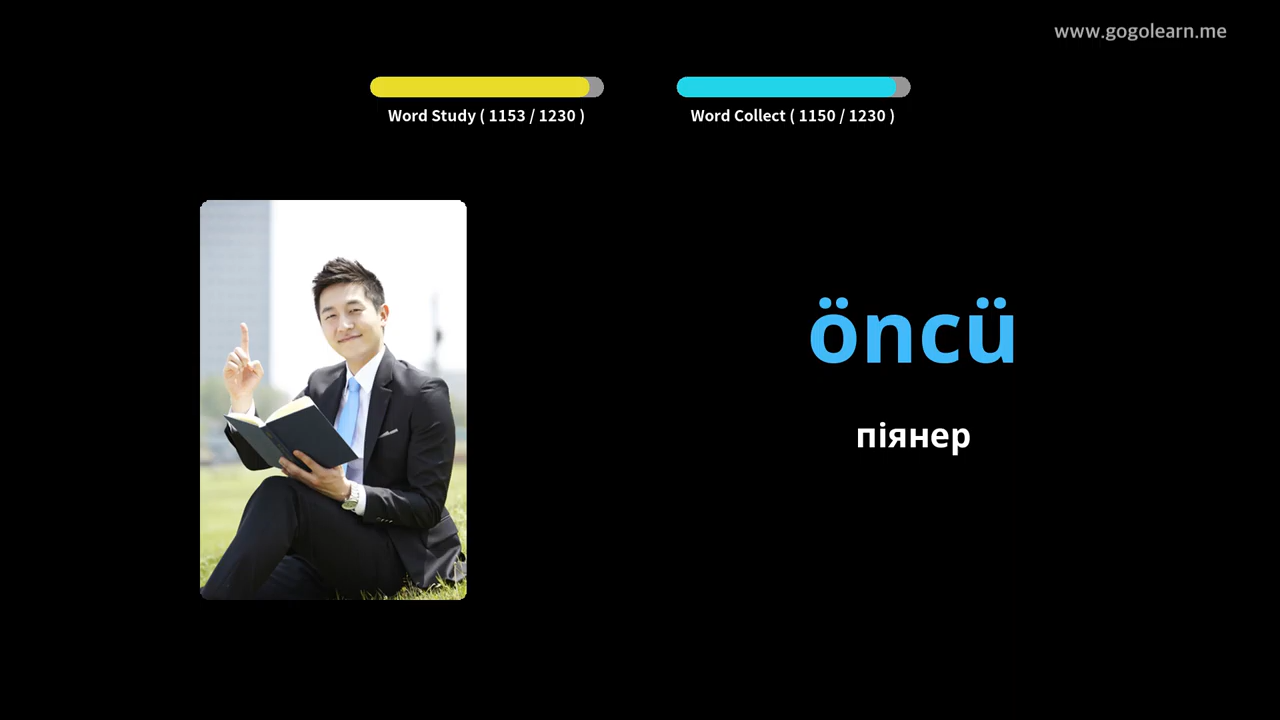 www.gogolearn.me
Word Study ( 1153 / 1230 )
Word Collect ( 1150 / 1230 )
öncü
піянер